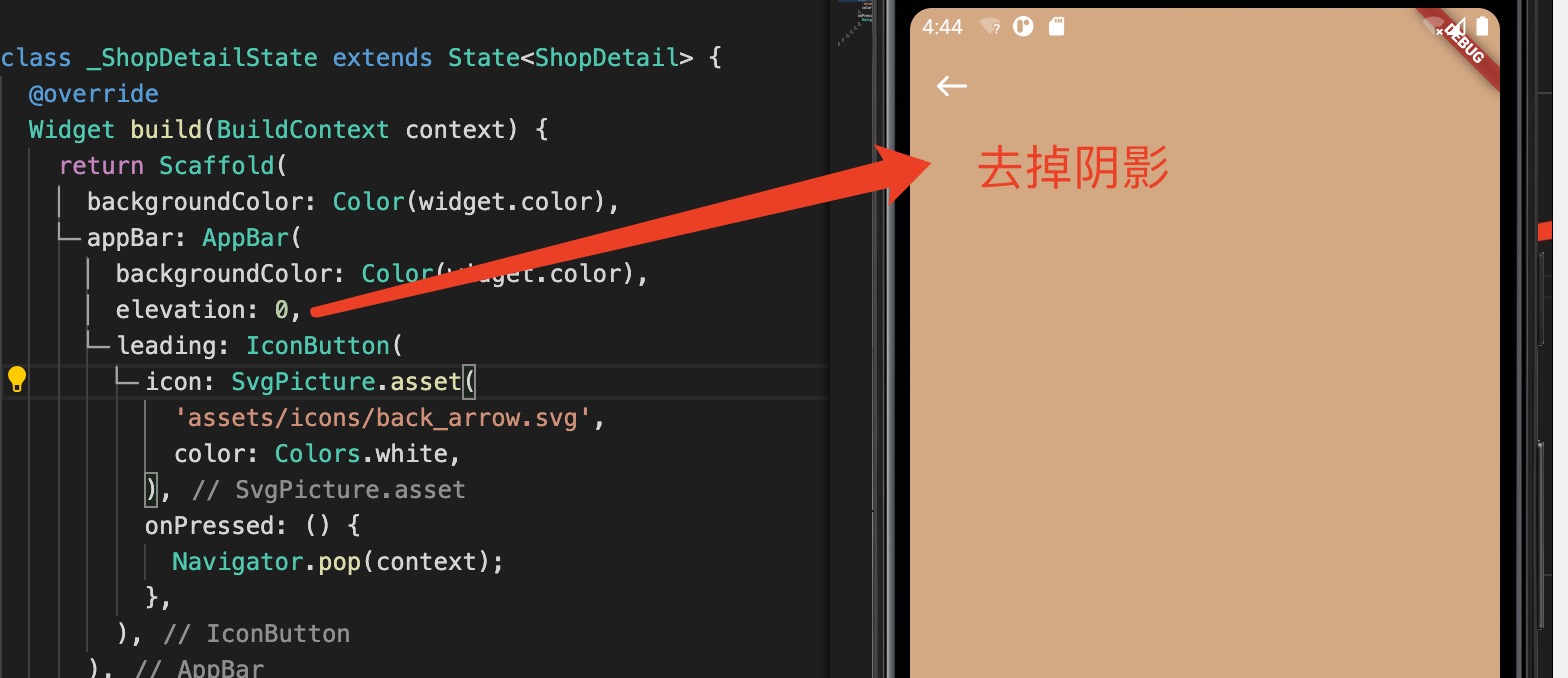 class _ShopDetailState extends State<ShopDetail> {
@override
Widget build(BuildContext context) {
return Scaffold(
backgroundColor: Color(widget.color),
appBar: AppBar(
backgroundColor: Color(widget.color),
elevation: 0,
leading: IconButton(
icon: SvgPicture.asset(
'assets/icons/back_arrow.svg',
color: Colors.white,
), // SvgPicture.asset
onPressed: () {
Navigator.pop(context);
},
), // IconButton
), // AppBar
4:44
DEBUG
去掉阴影